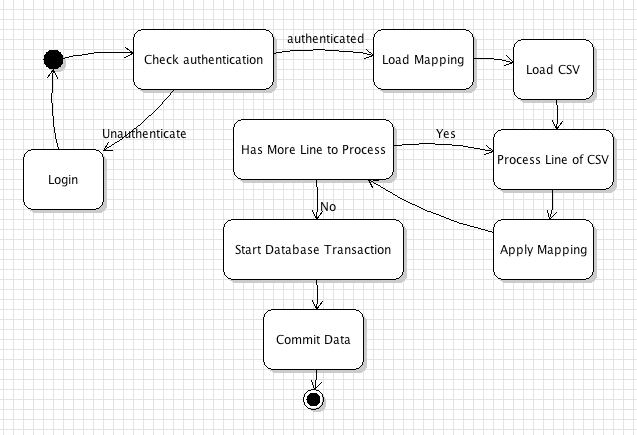 authenticated
Check authentication
Load Mapping
Load CSV
Unauthenticate
Yes
Has More Line to Process
Process Line of CSV
Login
No
Start Database Transaction
Apply Mapping
Commit Data